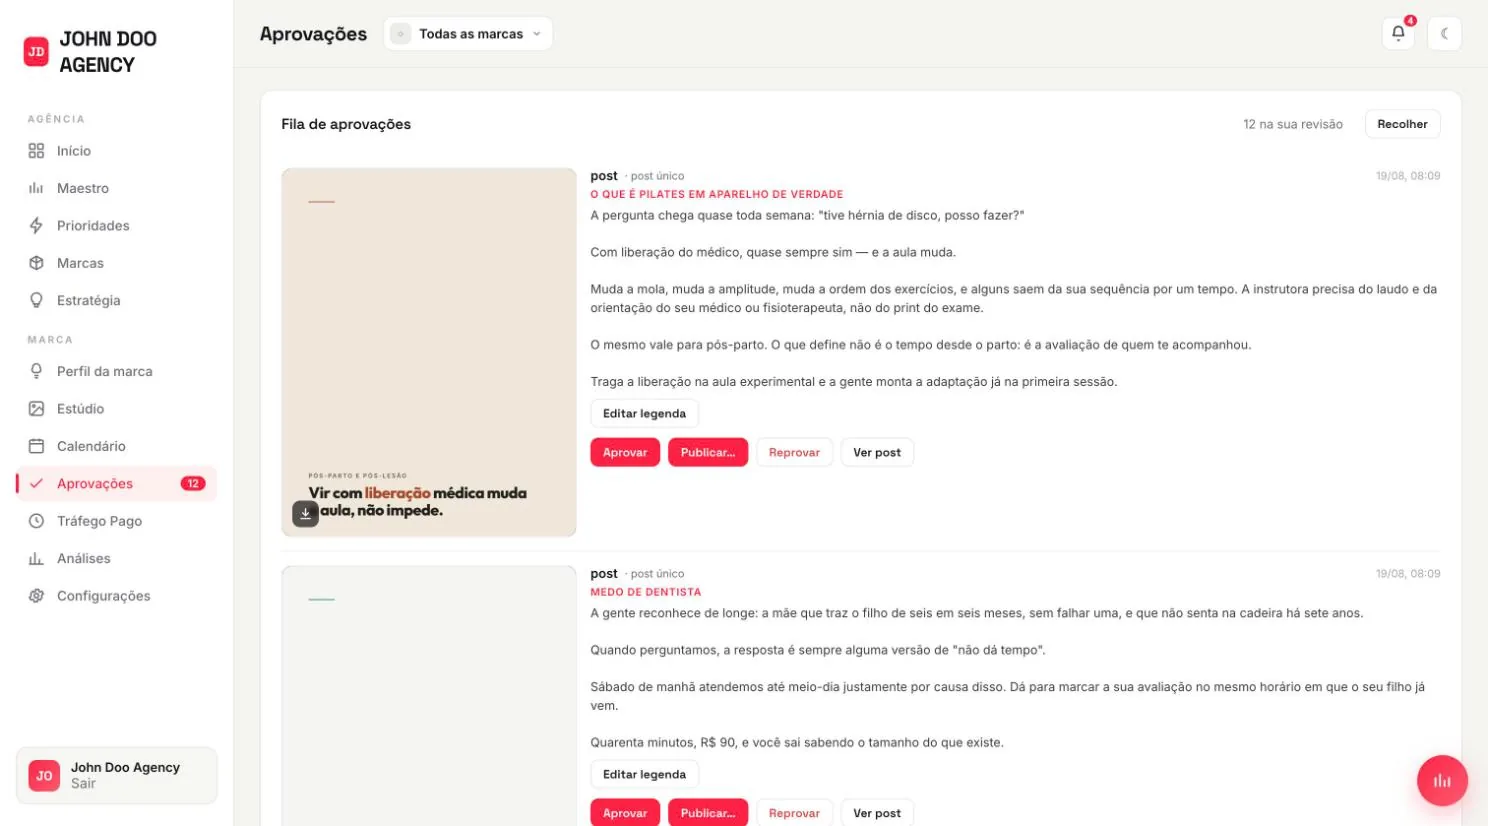 JD
JOHN DOO
AGENCY
AGÊNCIA
Início
Maestro
Prioridades
Marcas
Estratégia
MARCA
Perfil da marca
Estúdio
Calendário
Aprovações
12
Tráfego Pago
Análises
Configurações
JO
John Doo Agency
Sair
Aprovações
Todas as marcas
4
Fila de aprovações
12 na sua revisão
Recolher
PÓS-PARTO E PÓS-LESÃO
Vir com liberação médica muda
aula, não impede.
post · post único
19/08, 08:09
O QUE É PILATES EM APARELHO DE VERDADE
A pergunta chega quase toda semana: "tive hérnia de disco, posso fazer?"
Com liberação do médico, quase sempre sim — e a aula muda.
Muda a mola, muda a amplitude, muda a ordem dos exercícios, e alguns saem da sua sequência por um tempo. A instrutora precisa do laudo e da
orientação do seu médico ou fisioterapeuta, não do print do exame.
O mesmo vale para pós-parto. O que define não é o tempo desde o parto: é a avaliação de quem te acompanhou.
Traga a liberação na aula experimental e a gente monta a adaptação já na primeira sessão.
Editar legenda
Aprovar
Publicar...
Reprovar
Ver post
post · post único
19/08, 08:09
MEDO DE DENTISTA
A gente reconhece de longe: a mãe que traz o filho de seis em seis meses, sem falhar uma, e que não senta na cadeira há sete anos.
Quando perguntamos, a resposta é sempre alguma versão de "não dá tempo".
Sábado de manhã atendemos até meio-dia justamente por causa disso. Dá para marcar a sua avaliação no mesmo horário em que o seu filho já
vem.
Quarenta minutos, R$ 90, e você sai sabendo o tamanho do que existe.
Editar legenda
Aprovar
Publicar...
Reprovar
Ver post